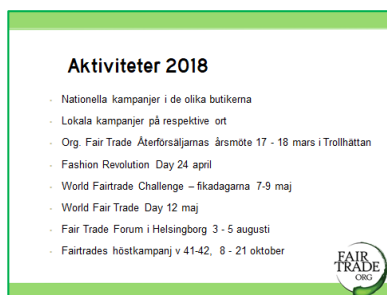 Aktiviteter 2018
- Nationella kampanjer i de olika butikerna
- Lokala kampanjer på respektive ort
- Org. Fair Trade Återförsäljarnas årsmöte 17 - 18 mars i Trollhättan
- Fashion Revolution Day 24 april
- World Fairtrade Challenge – fikadagarna 7-9 maj
- World Fair Trade Day 12 maj
- Fair Trade Forum i Helsingborg 3 - 5 augusti
- Fairtrades höstkampanj v 41-42, 8 - 21 oktober
FAIR
TRADE
ORG